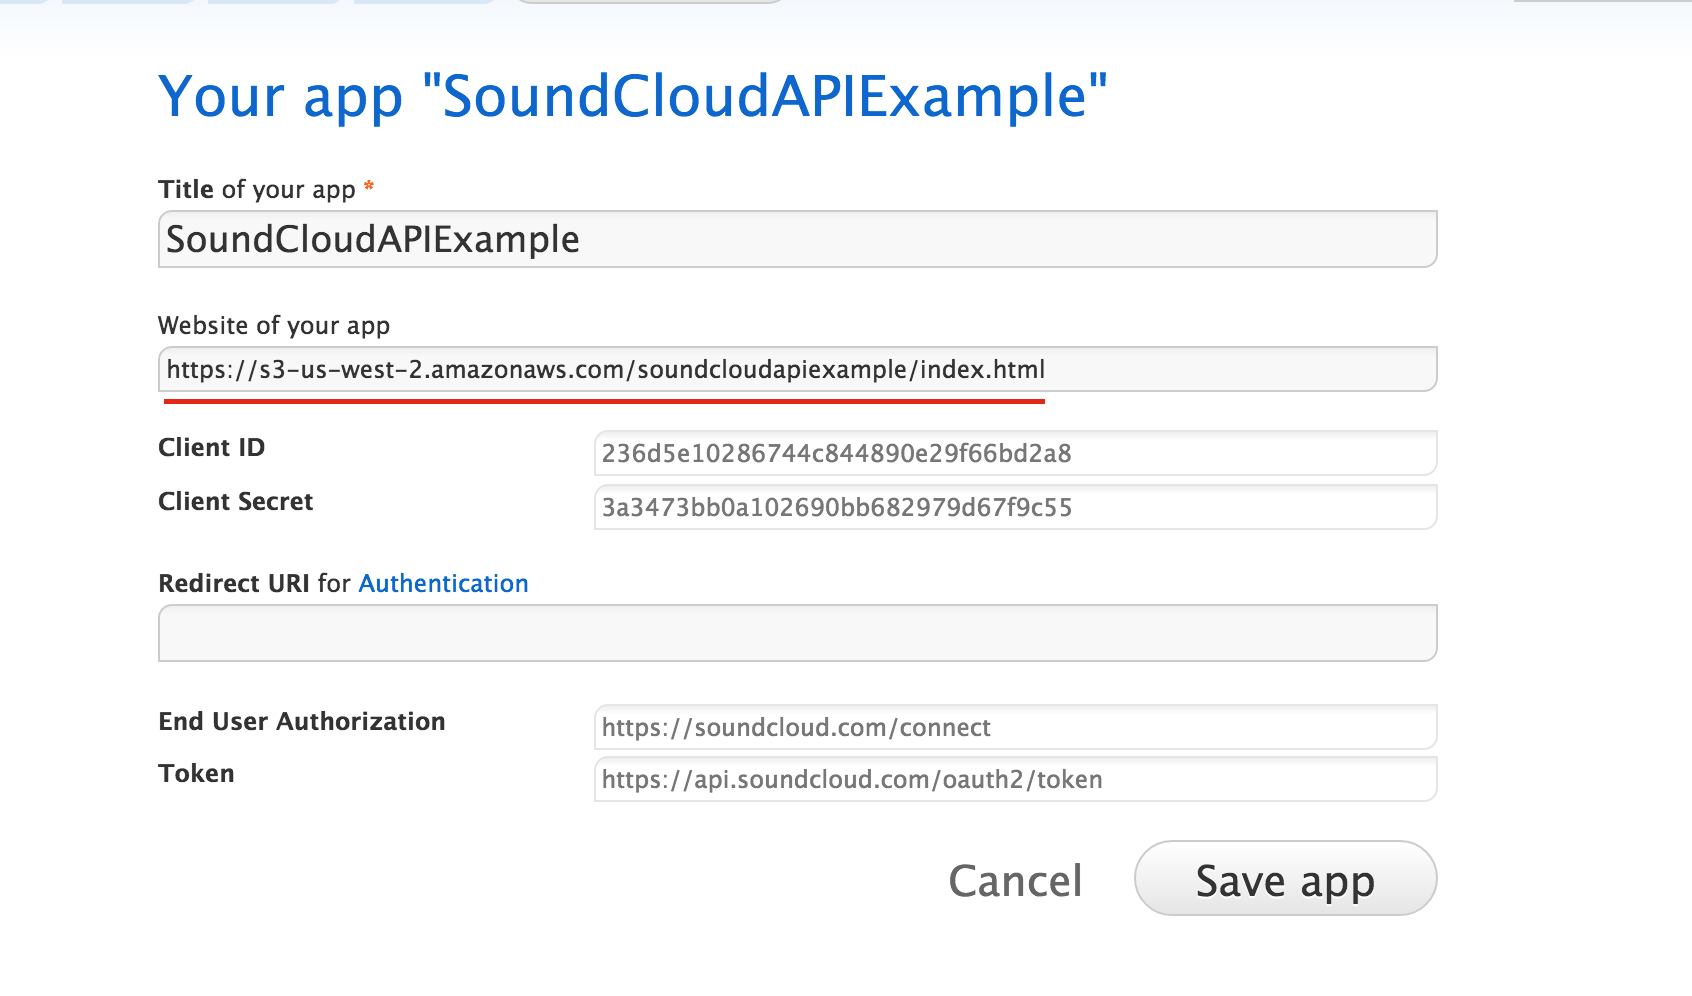 Your app "SoundCloudAPIExample"
Title of your app *
SoundCloudAPIExample
Website of your app
https://s3-us-west-2.amazonaws.com/soundcloudapiexample/index.html
Client ID 236d5e10286744c844890e29f66bd2a8
Client Secret 3a3473bb0a102690bb682979d67f9c55
Redirect URI for Authentication
End User Authorization https://soundcloud.com/connect
Token https://api.soundcloud.com/oauth2/token
Cancel Save app